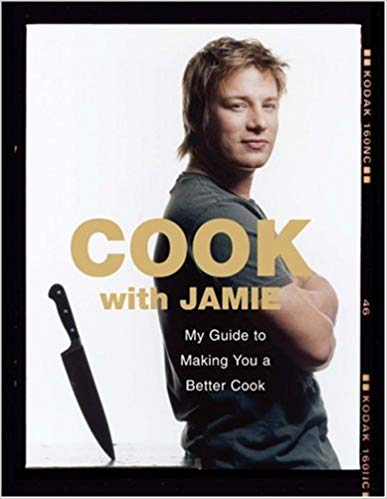 COOK
with JAMIE
My Guide to
Making You a
Better Cook
KODAK 160NC
46
KODAK 160NC